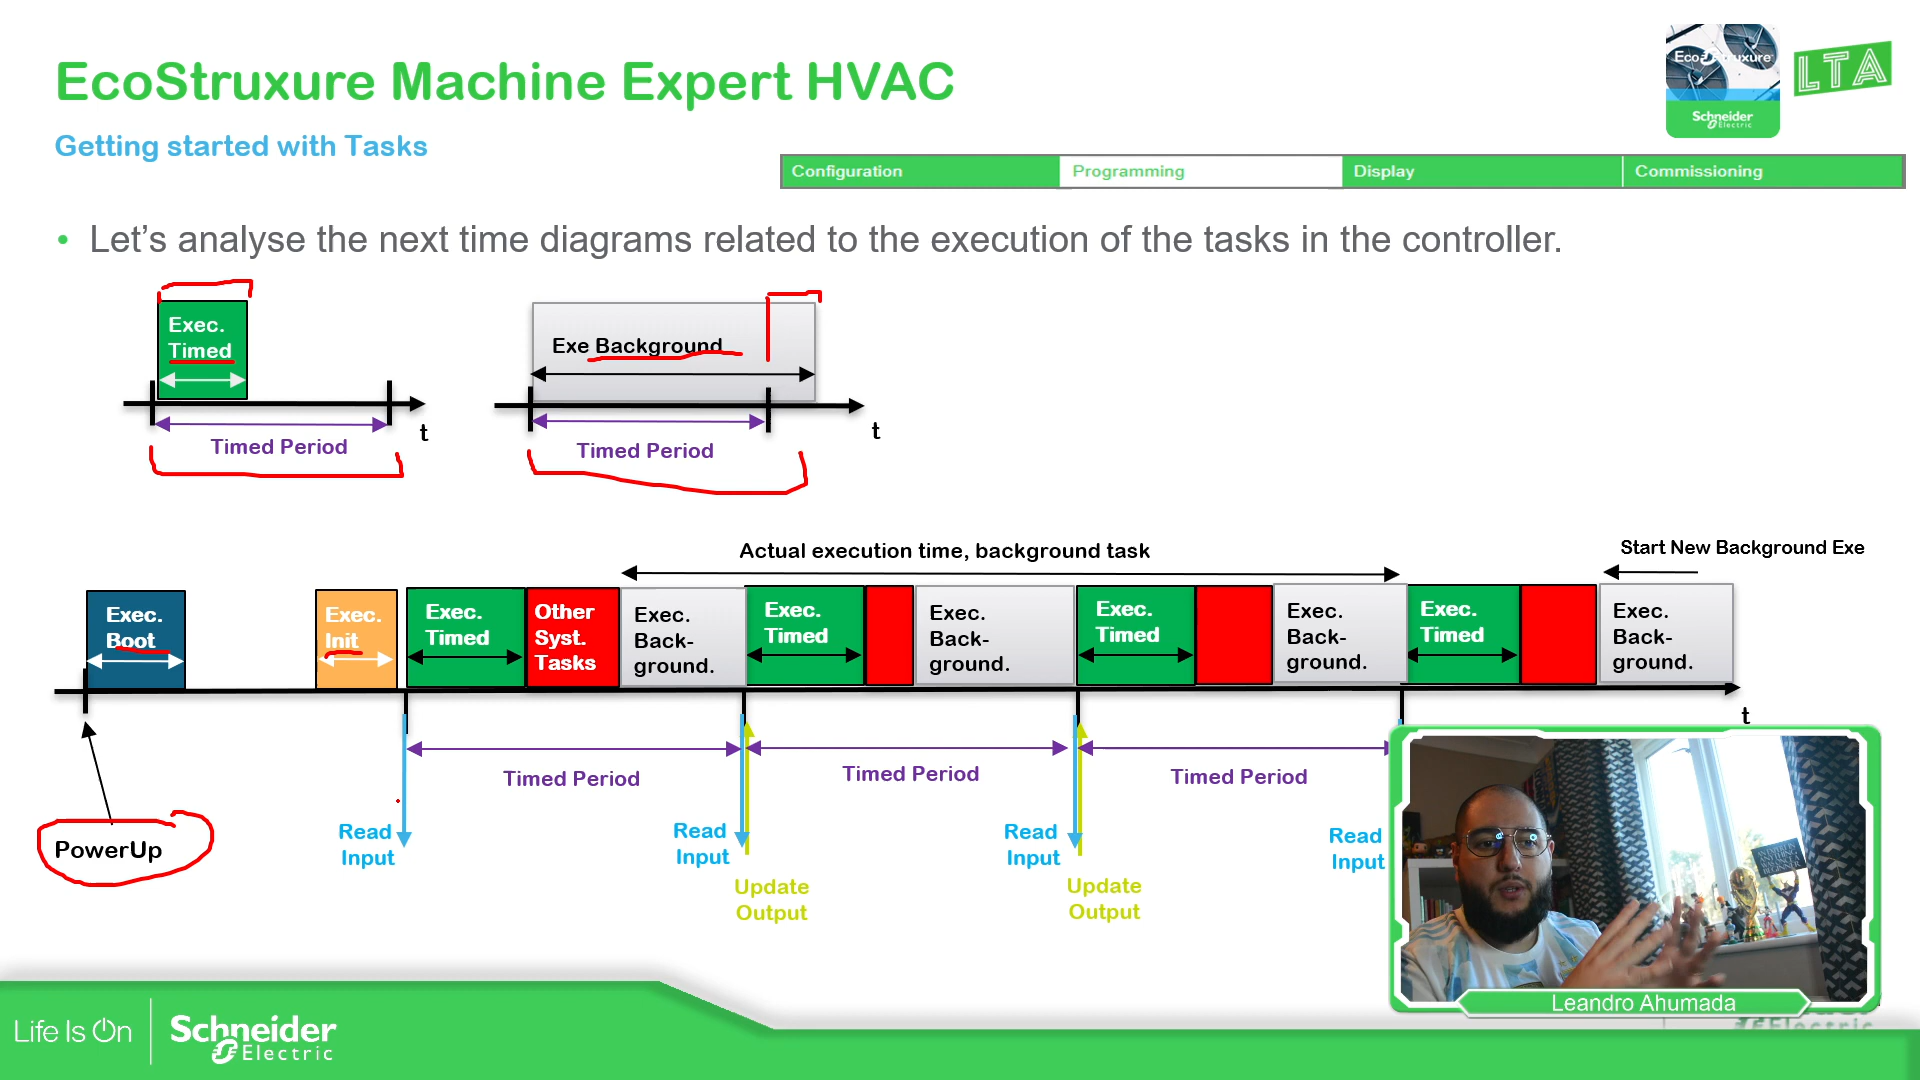 EcoStruxure Machine Expert HVAC
Getting started with Tasks
EcoStruxure
Schneider
Electric
LTA
Configuration
Programming
Display
Commissioning
• Let’s analyse the next time diagrams related to the execution of the tasks in the controller.
Exec.
Timed
Timed Period
t
Exe Background
Timed Period
t
Actual execution time, background task
Start New Background Exe
Exec.
Boot
Exec.
Init
Exec.
Timed
Other
Syst.
Tasks
Exec.
Back-
ground.
Exec.
Timed
Exec.
Back-
ground.
Exec.
Timed
Exec.
Back-
ground.
Exec.
Timed
Exec.
Back-
ground.
t
Timed Period
Timed Period
Timed Period
PowerUp
Read
Input
Read
Input
Read
Input
Read
Input
Update
Output
Update
Output
Leandro Ahumada
Life Is On
Schneider
Electric
Electric